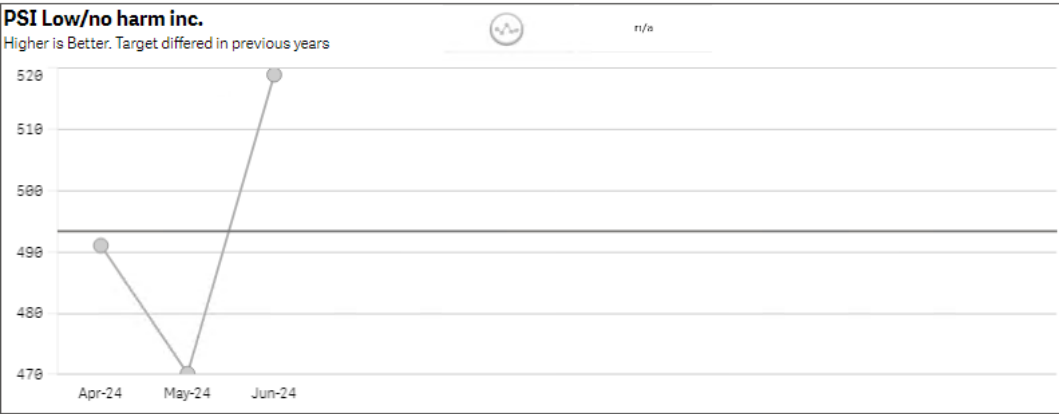 PSI Low/no harm inc.
Higher is Better. Target differed in previous years
n/a
520
510
500
490
480
470
Apr-24
May-24
Jun-24